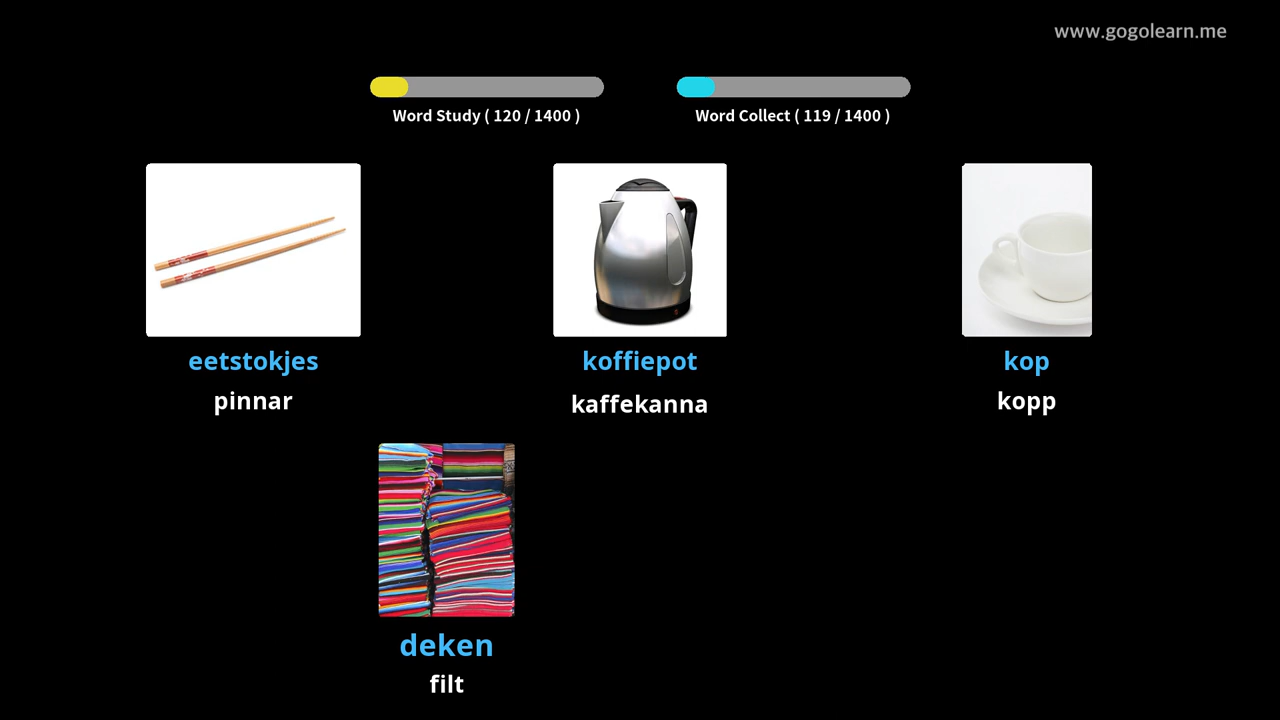 www.gogolearn.me
Word Study ( 120 / 1400 )
Word Collect ( 119 / 1400 )
eetstokjes
koffiepot
kop
pinnar
kaffekanna
kopp
deken
filt